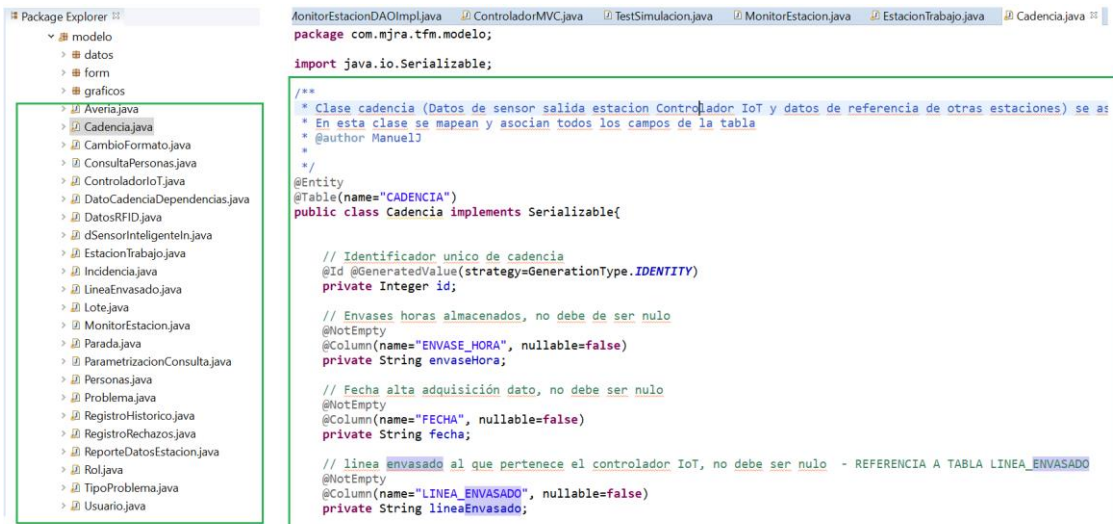 Package Explorer
modelo
datos
form
graficos
Averia.java
Cadencia.java
CambioFormato.java
ConsultaPersonas.java
ControladorIoT.java
DatoCadenciaDependencias.java
DatosRFID.java
dSensorInteligenteIn.java
EstacionTrabajo.java
Incidencia.java
LineaEnvasado.java
Lote.java
MonitorEstacion.java
Parada.java
ParametrizacionConsulta.java
Personas.java
Problema.java
RegistroHistorico.java
RegistroRechazos.java
ReporteDatosEstacion.java
Rol.java
TipoProblema.java
Usuario.java
MonitorEstacionDAOImpl.java ControladorMVC.java TestSimulacion.java MonitorEstacion.java EstacionTrabajo.java Cadencia.java
package com.mjra.tfm.modelo;
import java.io.Serializable;
/**
* Clase cadencia (Datos de sensor salida estacion Controlador IoT y datos de referencia de otras estaciones) se as
* En esta clase se mapean y asocian todos los campos de la tabla
* @author ManuelJ
*
*/
@Entity
@Table(name="CADENCIA")
public class Cadencia implements Serializable{
// Identificador unico de cadencia
@Id @GeneratedValue(strategy=GenerationType.IDENTITY)
private Integer id;
// Envases horas almacenados, no debe de ser nulo
@NotEmpty
@Column(name="ENVASE_HORA", nullable=false)
private String envaseHora;
// Fecha alta adquisición dato, no debe ser nulo
@NotEmpty
@Column(name="FECHA", nullable=false)
private String fecha;
// linea envasado al que pertenece el controlador IoT, no debe ser nulo - REFERENCIA A TABLA LINEA_ENVASADO
@NotEmpty
@Column(name="LINEA_ENVASADO", nullable=false)
private String lineaEnvasado;